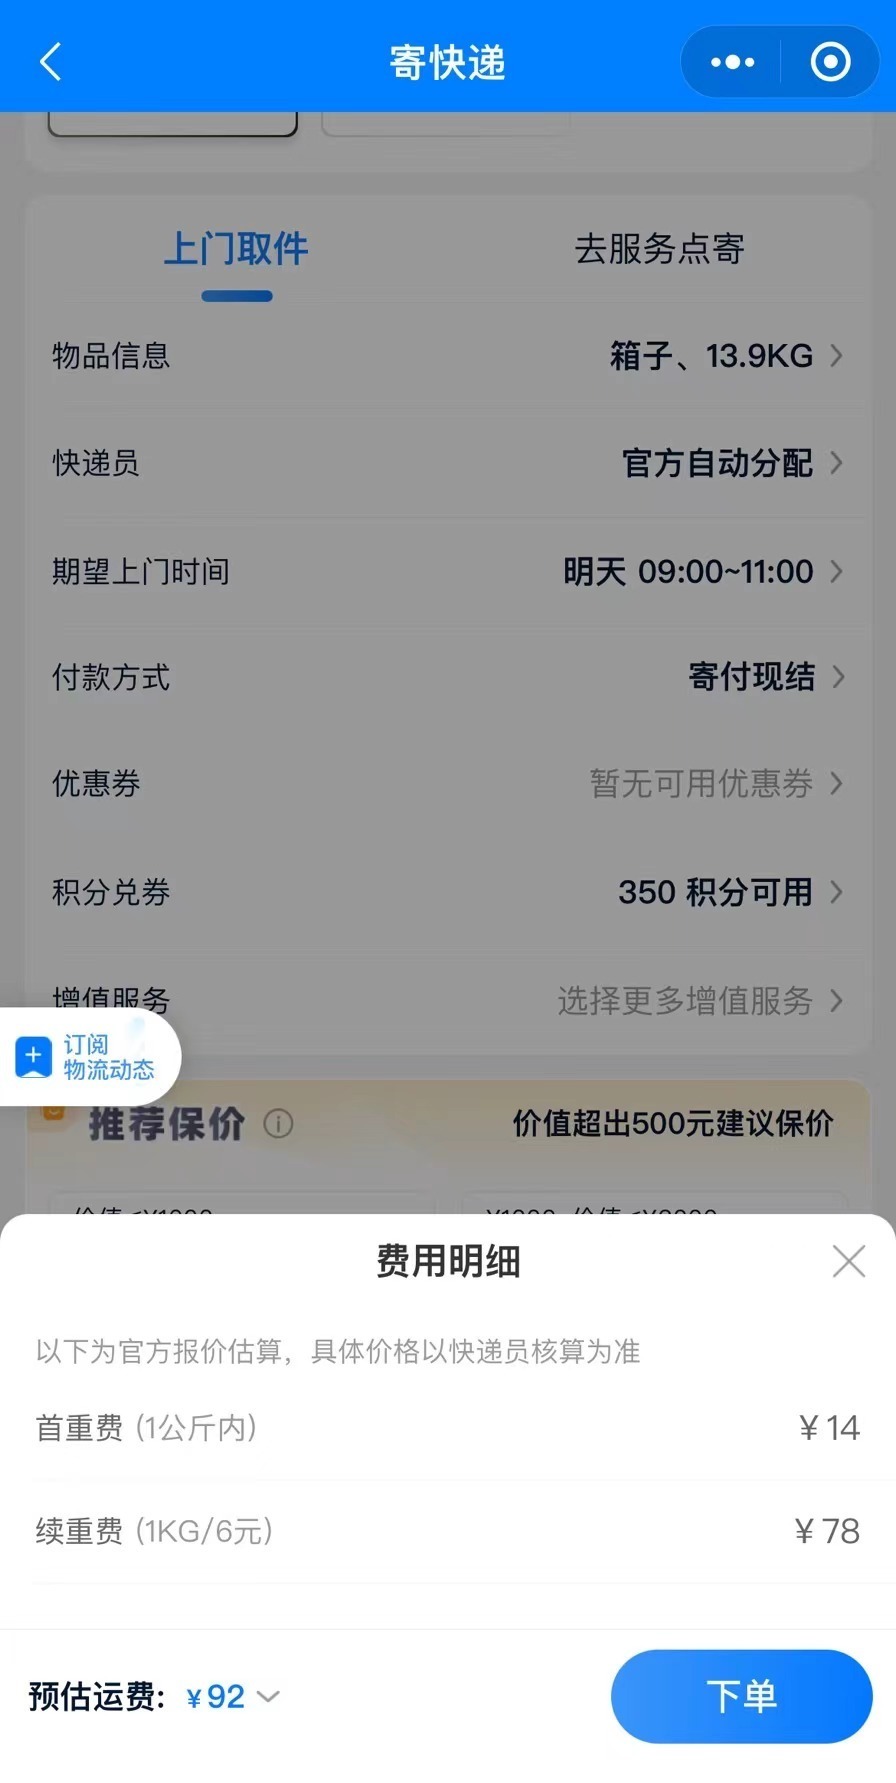 寄快递
上门取件
去服务点寄
物品信息
箱子、13.9KG
快递员
官方自动分配
期望上门时间
明天 09:00~11:00
付款方式
寄付现结
优惠券
暂无可用优惠券
积分兑券
350 积分可用
增值服务
选择更多增值服务
订阅
物流动态
推荐保价
价值超出500元建议保价
费用明细
以下为官方报价估算，具体价格以快递员核算为准
首重费 (1公斤内)
¥14
续重费 (1KG/6元)
¥78
预估运费: ¥92
下单